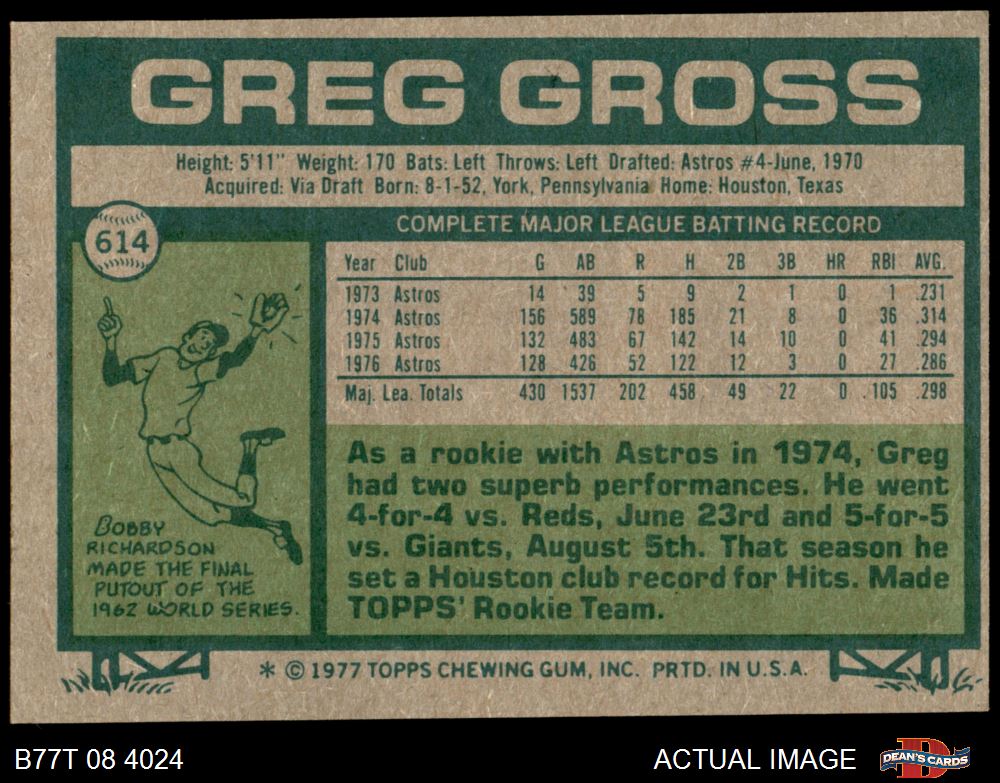 GREG GROSS
Height: 5'11" Weight: 170 Bats: Left Throws: Left Drafted: Astros #4-June, 1970
Acquired: Via Draft Born: 8-1-52, York, Pennsylvania Home: Houston, Texas
614
COMPLETE MAJOR LEAGUE BATTING RECORD
Year Club G AB R H 2B 3B HR RBI AVG.
1973 Astros 14 39 5 9 2 1 0 1 .231
1974 Astros 156 589 78 185 21 8 0 36 .314
1975 Astros 132 483 67 142 14 10 0 41 .294
1976 Astros 128 426 52 122 12 3 0 27 .286
Maj. Lea. Totals 430 1537 202 458 49 22 0 105 .298
As a rookie with Astros in 1974, Greg
had two superb performances. He went
4-for-4 vs. Reds, June 23rd and 5-for-5
vs. Giants, August 5th. That season he
set a Houston club record for Hits. Made
TOPPS' Rookie Team.
BOBBY
RICHARDSON
MADE THE FINAL
PUTOUT OF THE
1962 WORLD SERIES.
* © 1977 TOPPS CHEWING GUM, INC. PRTD. IN U.S.A.
B77T 08 4024
ACTUAL IMAGE
D
DEAN'S CARDS